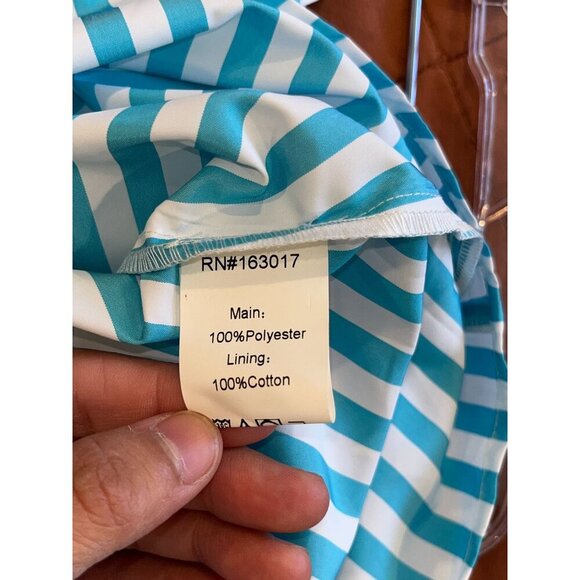 RN#163017
Main:
100%Polyester
Lining:
100%Cotton